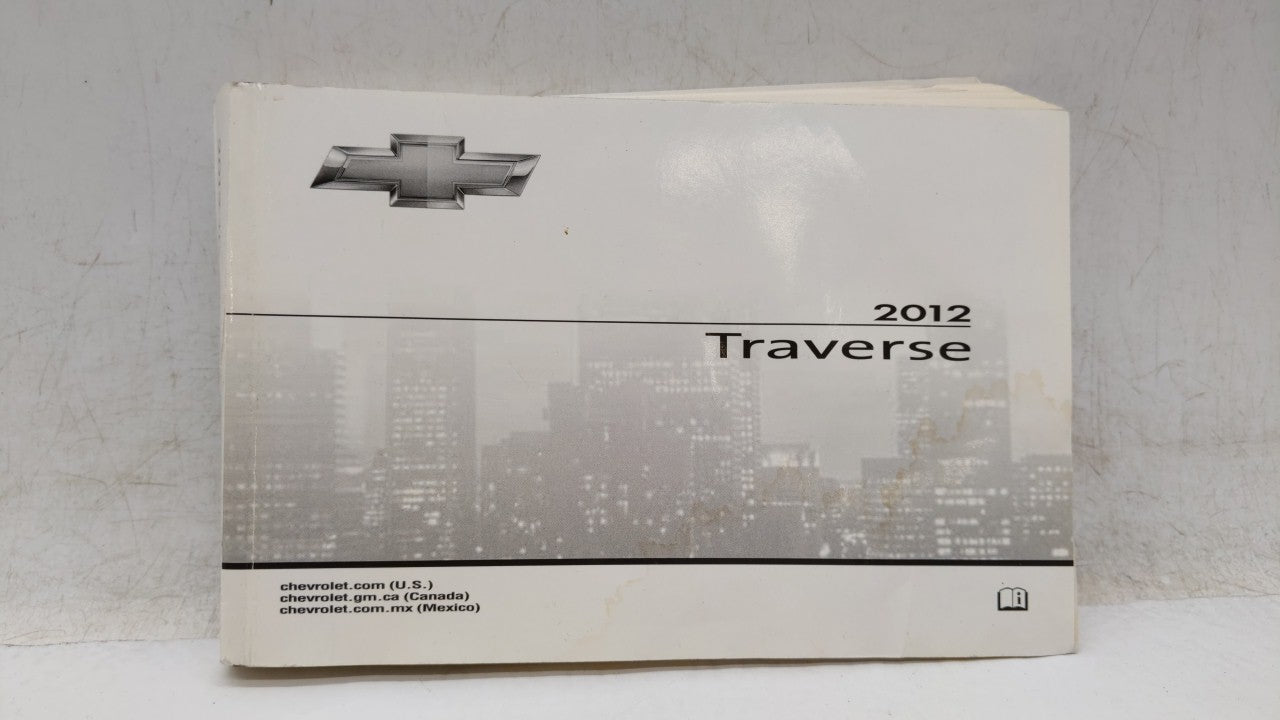 2012
Traverse
chevrolet.com (U.S.)
chevrolet.gm.ca (Canada)
chevrolet.com.mx (Mexico)
i